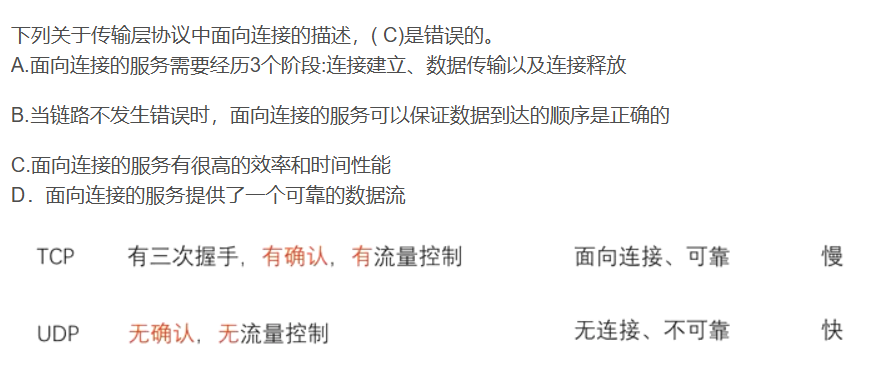 下列关于传输层协议中面向连接的描述，( C)是错误的。
A.面向连接的服务需要经历3个阶段:连接建立、数据传输以及连接释放
B.当链路不发生错误时，面向连接的服务可以保证数据到达的顺序是正确的
C.面向连接的服务有很高的效率和时间性能
D．面向连接的服务提供了一个可靠的数据流
TCP 有三次握手，有确认，有流量控制 面向连接、可靠 慢
UDP 无确认，无流量控制 无连接、不可靠 快